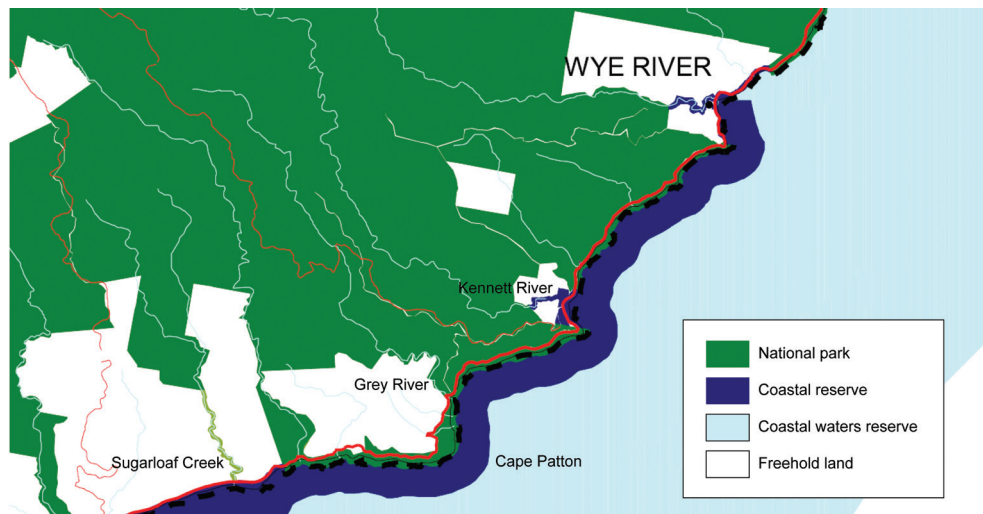 WYE RIVER
Kennett River
Grey River
Sugarloaf Creek
Cape Patton
National park
Coastal reserve
Coastal waters reserve
Freehold land